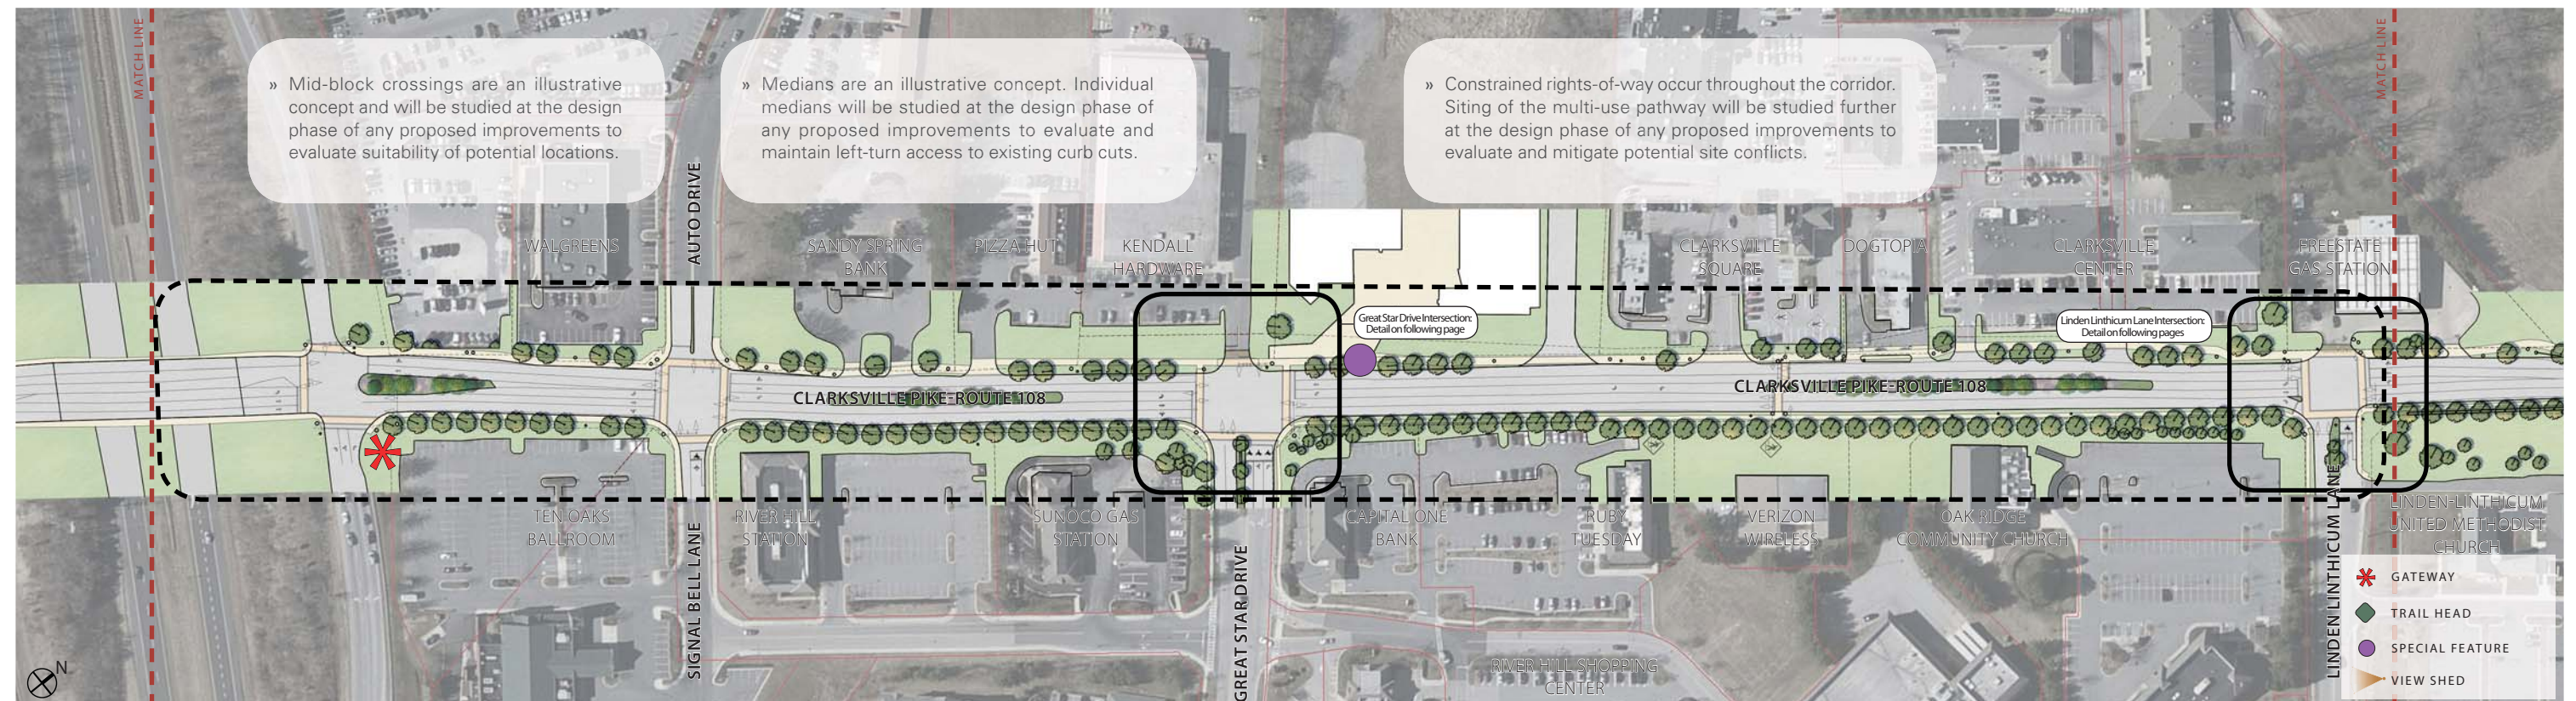 MATCH LINE
» Mid-block crossings are an illustrative
concept and will be studied at the design
phase of any proposed improvements to
evaluate suitability of potential locations.
» Medians are an illustrative concept. Individual
medians will be studied at the design phase of
any proposed improvements to evaluate and
maintain left-turn access to existing curb cuts.
» Constrained rights-of-way occur throughout the corridor.
Siting of the multi-use pathway will be studied further
at the design phase of any proposed improvements to
evaluate and mitigate potential site conflicts.
MATCH LINE
WALGREENS
AUTO DRIVE
SANDY SPRING
BANK
PIZZA HUT
KENDALL
HARDWARE
CLARKSVILLE
SQUARE
DOGTOPIA
CLARKSVILLE
CENTER
FREESTATE
GAS STATION
Great Star Drive Intersection:
Detail on following page
Linden Linthicum Lane Intersection:
Detail on following pages
CLARKSVILLE PIKE-ROUTE 108
CLARKSVILLE PIKE-ROUTE 108
TEN OAKS
BALLROOM
SIGNAL BELL LANE
RIVER HILL
STATION
SUNOCO GAS
STATION
GREAT STAR DRIVE
CAPITAL ONE
BANK
RUBY
TUESDAY
VERIZON
WIRELESS
OAK RIDGE
COMMUNITY CHURCH
LINDEN LINTHICUM LANE
LINDEN-LINTHICUM
UNITED METHODIST
CHURCH
RIVER HILL SHOPPING
CENTER
GATEWAY
TRAIL HEAD
SPECIAL FEATURE
VIEW SHED
N